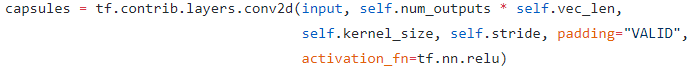 capsules = tf.contrib.layers.conv2d(input, self.num_outputs * self.vec_len,
self.kernel_size, self.stride, padding="VALID",
activation_fn=tf.nn.relu)